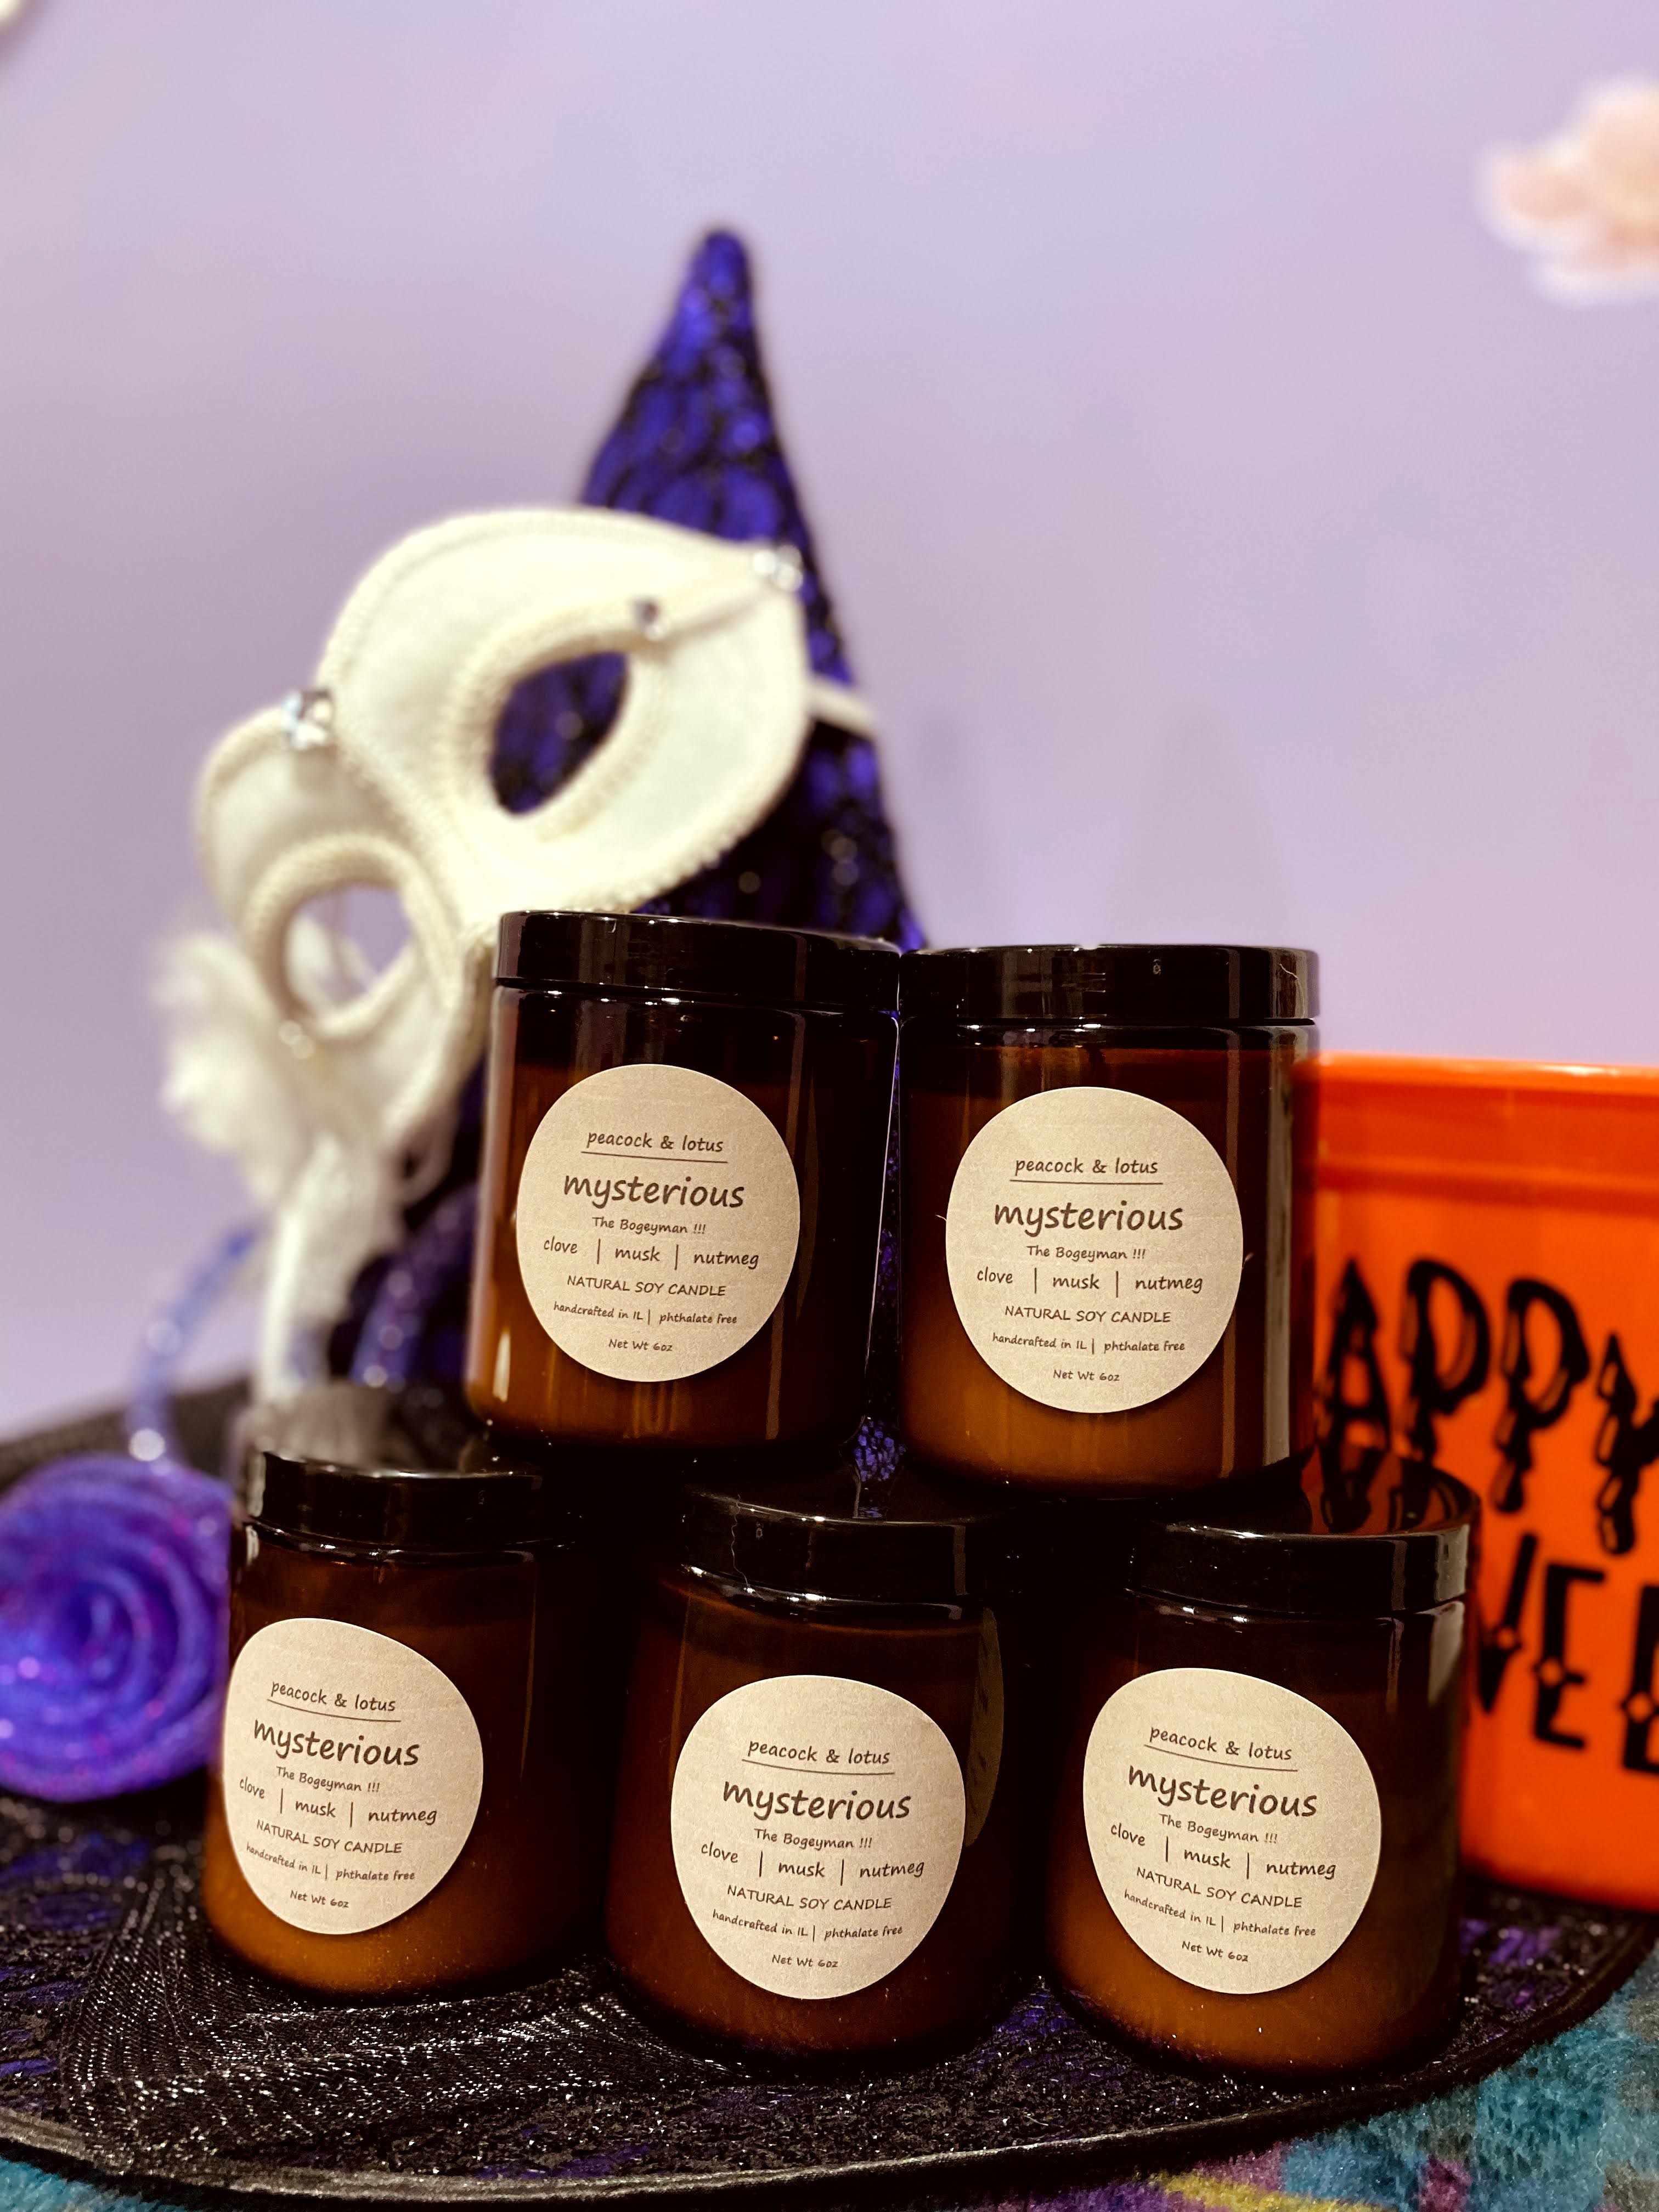 peacock & lotus
mysterious
The Bogeyman !!!
clove | musk | nutmeg
NATURAL SOY CANDLE
handcrafted in IL | phthalate free
Net Wt 6oz
peacock & lotus
mysterious
The Bogeyman !!!
clove | musk | nutmeg
NATURAL SOY CANDLE
handcrafted in IL | phthalate free
Net Wt 6oz
APPY
WEE
peacock & lotus
mysterious
The Bogeyman !!!
clove | musk | nutmeg
NATURAL SOY CANDLE
handcrafted in IL | phthalate free
Net Wt 6oz
peacock & lotus
mysterious
The Bogeyman !!!
clove | musk | nutmeg
NATURAL SOY CANDLE
handcrafted in IL | phthalate free
Net Wt 6oz
peacock & lotus
mysterious
The Bogeyman !!!
clove | musk | nutmeg
NATURAL SOY CANDLE
handcrafted in IL | phthalate free
Net Wt 6oz